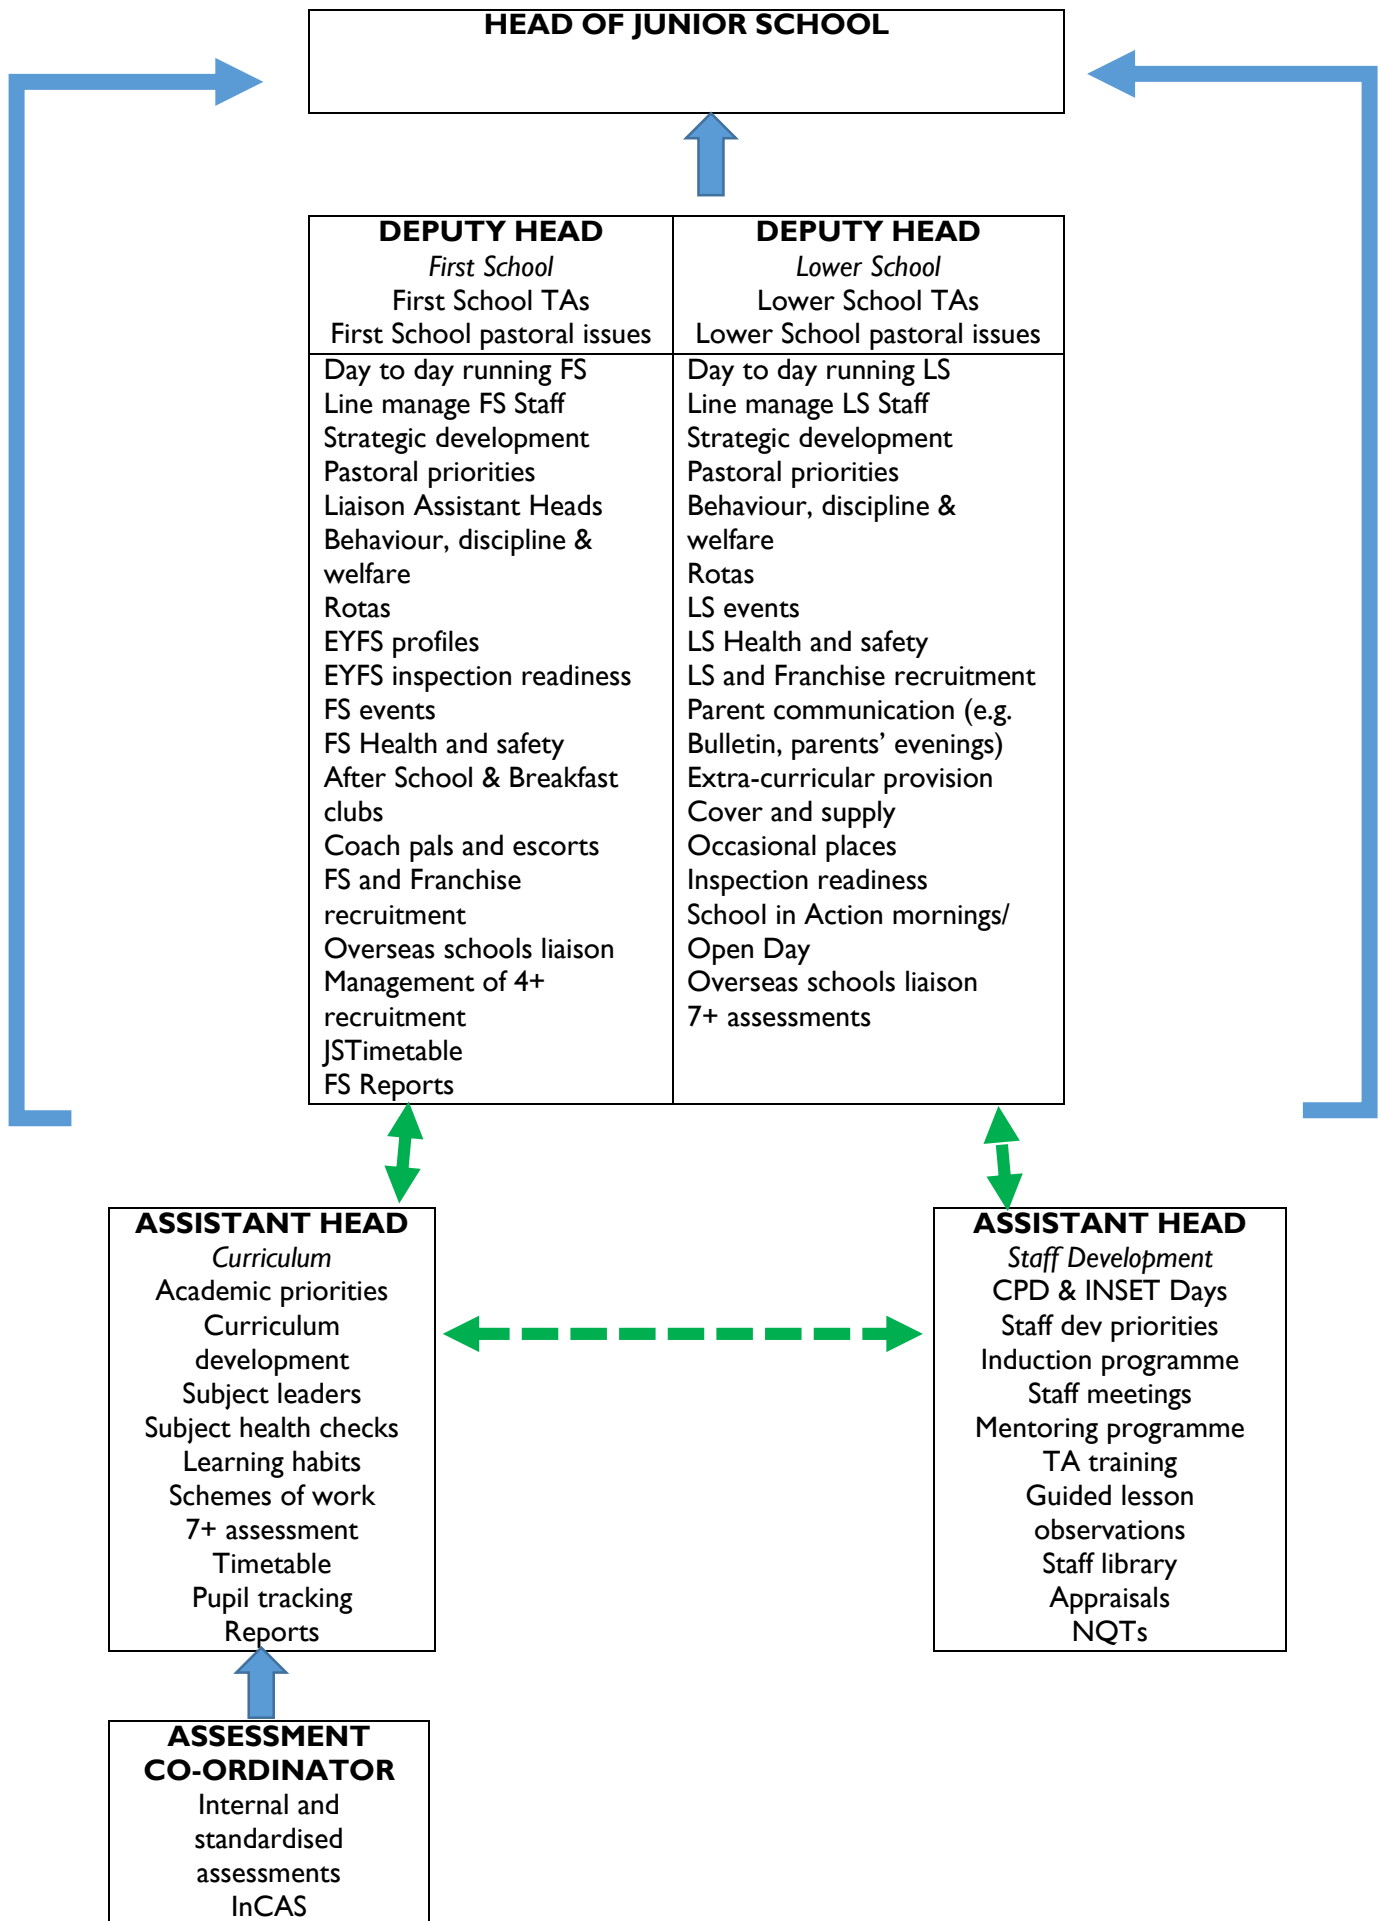 HEAD OF JUNIOR SCHOOL
DEPUTY HEAD
First School
First School TAs
First School pastoral issues
Day to day running FS
Line manage FS Staff
Strategic development
Pastoral priorities
Liaison Assistant Heads
Behaviour, discipline &
welfare
Rotas
EYFS profiles
EYFS inspection readiness
FS events
FS Health and safety
After School & Breakfast
clubs
Coach pals and escorts
FS and Franchise
recruitment
Overseas schools liaison
Management of 4+
recruitment
JSTimetable
FS Reports
DEPUTY HEAD
Lower School
Lower School TAs
Lower School pastoral issues
Day to day running LS
Line manage LS Staff
Strategic development
Pastoral priorities
Behaviour, discipline &
welfare
Rotas
LS events
LS Health and safety
LS and Franchise recruitment
Parent communication (e.g.
Bulletin, parents’ evenings)
Extra-curricular provision
Cover and supply
Occasional places
Inspection readiness
School in Action mornings/
Open Day
Overseas schools liaison
7+ assessments
ASSISTANT HEAD
Curriculum
Academic priorities
Curriculum
development
Subject leaders
Subject health checks
Learning habits
Schemes of work
7+ assessment
Timetable
Pupil tracking
Reports
ASSISTANT HEAD
Staff Development
CPD & INSET Days
Staff dev priorities
Induction programme
Staff meetings
Mentoring programme
TA training
Guided lesson
observations
Staff library
Appraisals
NQTs
ASSESSMENT
CO-ORDINATOR
Internal and
standardised
assessments
InCAS